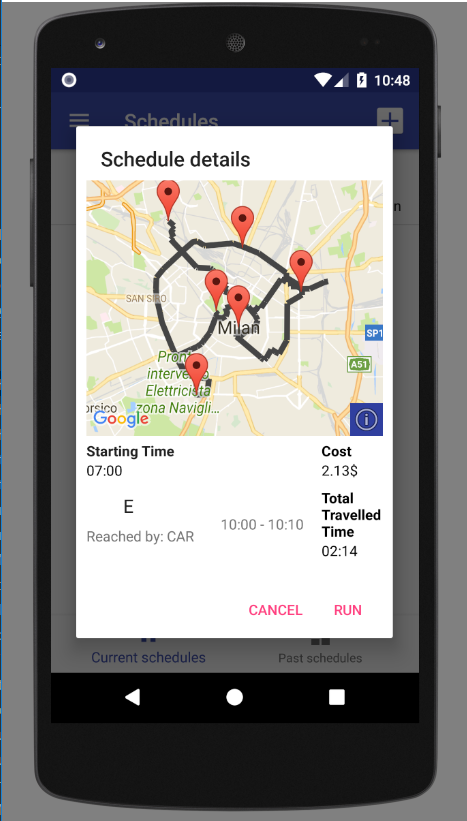 10:48
Schedules
Schedule details
n
SAN SIRO
Milan
SP1
Pronto
intervento
Elettricista
zona Navigli...
A51
orsico
Google
Starting Time
07:00
Cost
2.13$
E
Reached by: CAR
10:00 - 10:10
Total
Travelled
Time
02:14
CANCEL
RUN
Current schedules
Past schedules